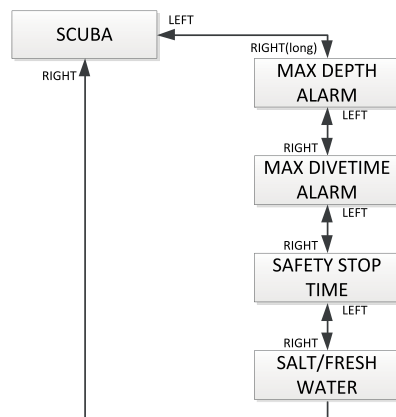 SCUBA
LEFT
RIGHT(long)
RIGHT
MAX DEPTH
ALARM
LEFT
RIGHT
MAX DIVETIME
ALARM
LEFT
RIGHT
SAFETY STOP
TIME
LEFT
RIGHT
SALT/FRESH
WATER